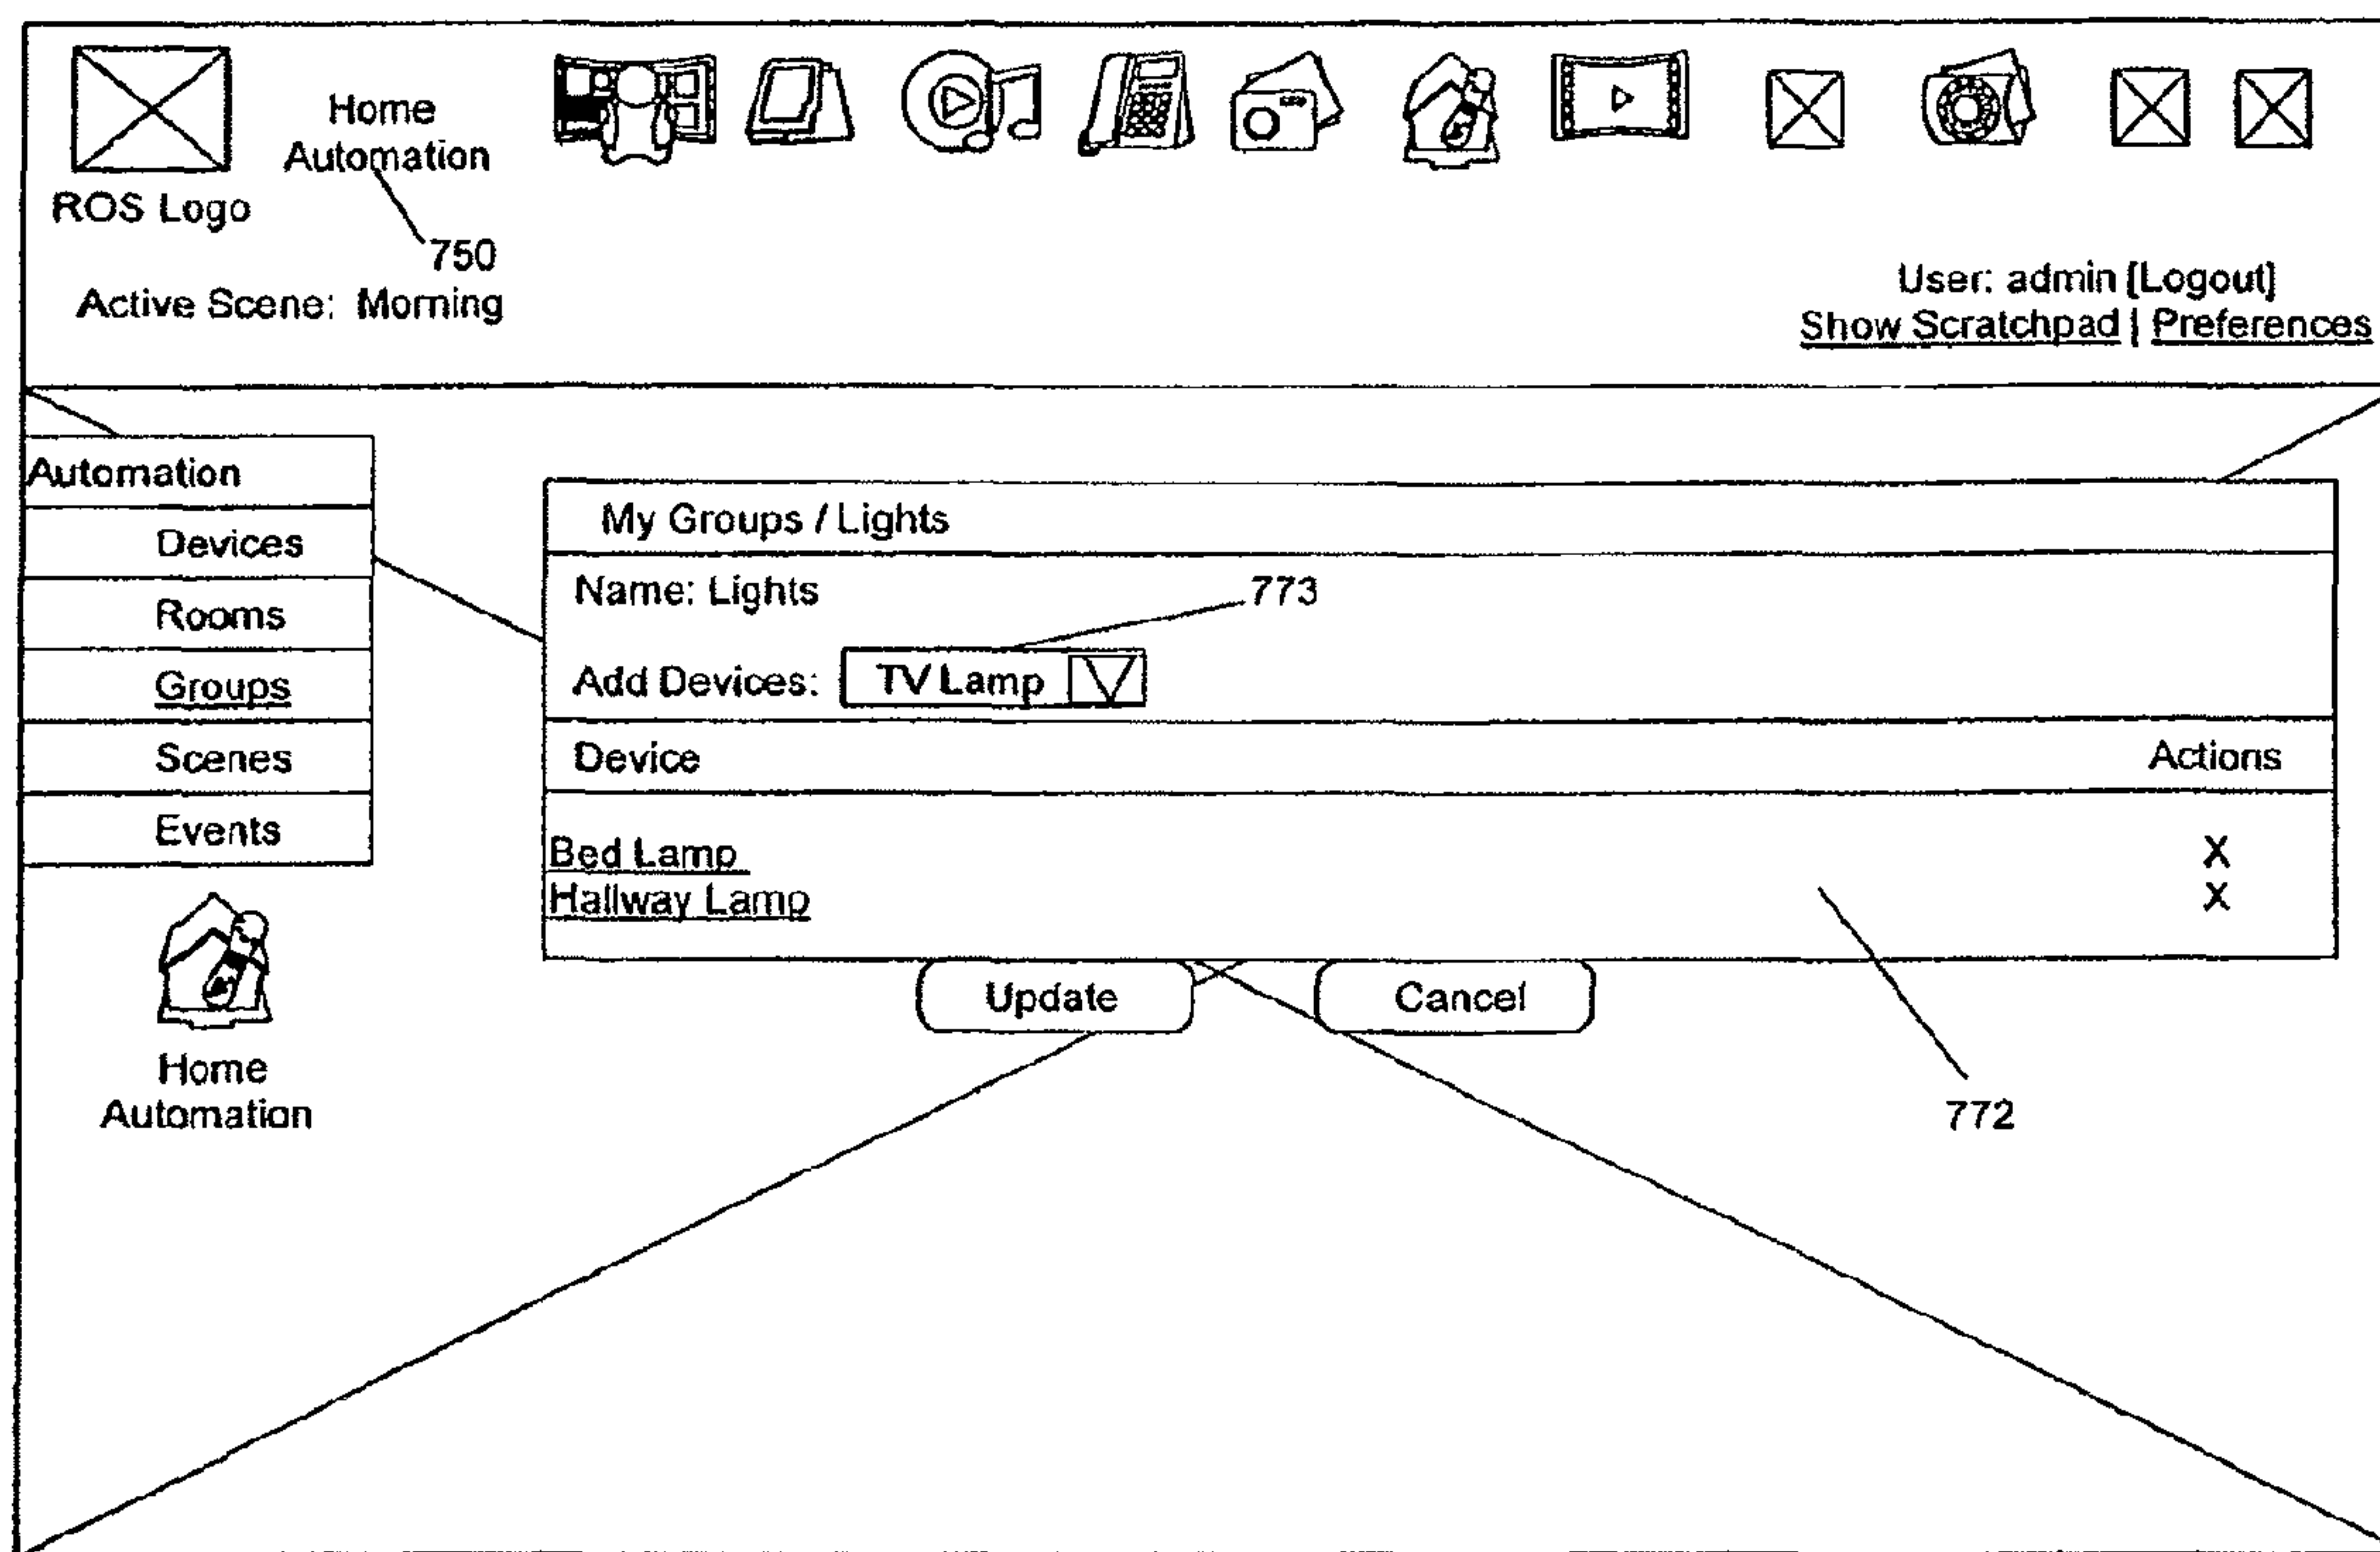 Home
Automation
ROS Logo
750
Active Scene: Morning
User: admin [Logout]
Show Scratchpad | Preferences
Automation
Devices
Rooms
Groups
Scenes
Events
Home
Automation
My Groups / Lights
Name: Lights
773
Add Devices: TV Lamp
Device Actions
Bed Lamp X
Hallway Lamp X
Update Cancel
772